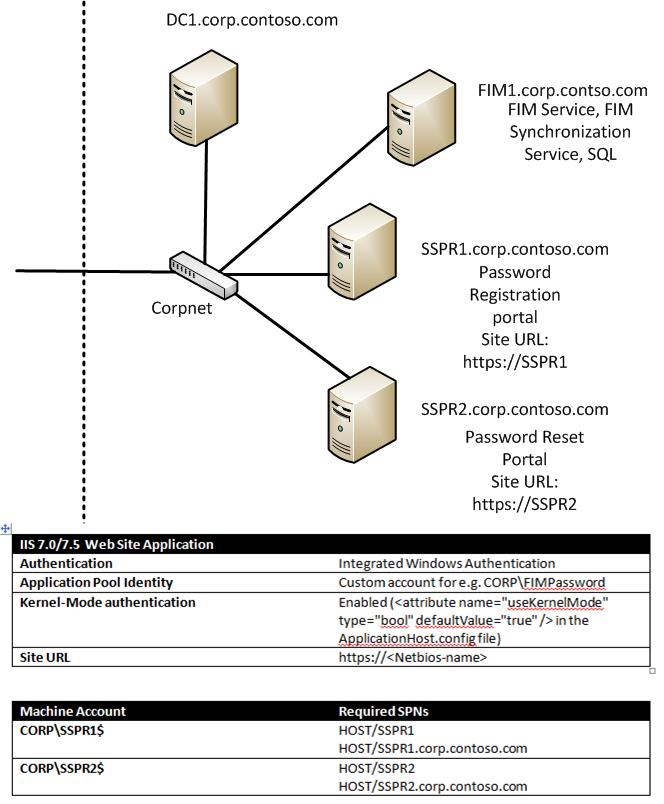 DC1.corp.contoso.com
FIM1.corp.contso.com
FIM Service, FIM
Synchronization
Service, SQL
SSPR1.corp.contoso.com
Password
Registration
portal
Site URL:
https://SSPR1
Corpnet
SSPR2.corp.contoso.com
Password Reset
Portal
Site URL:
https://SSPR2
IIS 7.0/7.5 Web Site Application
Authentication Integrated Windows Authentication
Application Pool Identity Custom account for e.g. CORP\FIMPassword
Kernel-Mode authentication Enabled (<attribute name="useKernelMode"
type="bool" defaultValue="true" /> in the
ApplicationHost.config file)
Site URL https://<Netbios-name>
Machine Account Required SPNs
CORP\SSPR1$ HOST/SSPR1
HOST/SSPR1.corp.contoso.com
CORP\SSPR2$ HOST/SSPR2
HOST/SSPR2.corp.contoso.com